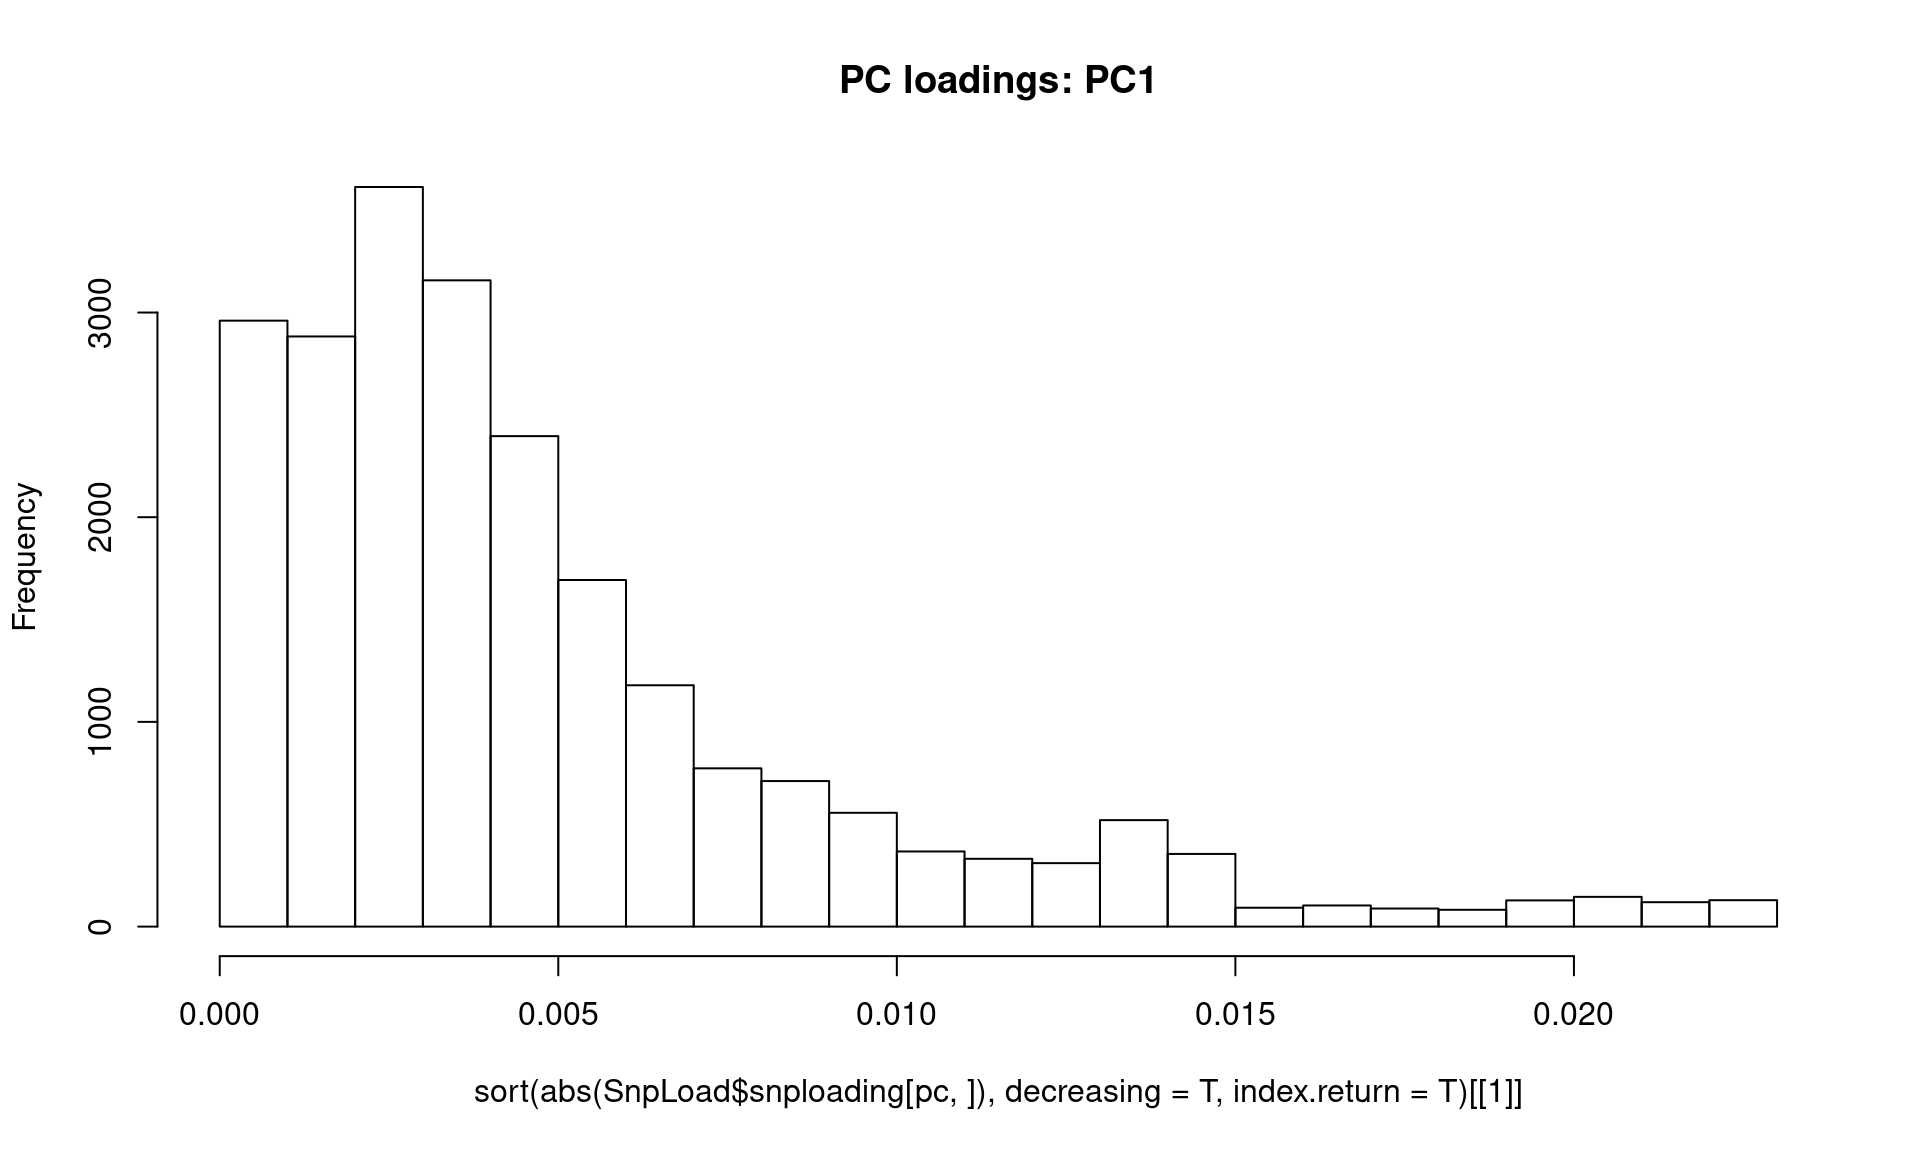 PC loadings: PC1
Frequency
3000
2000
1000
0
0.000 0.005 0.010 0.015 0.020
sort(abs(SnpLoad$snploading[pc, ]), decreasing = T, index.return = T)[[1]]